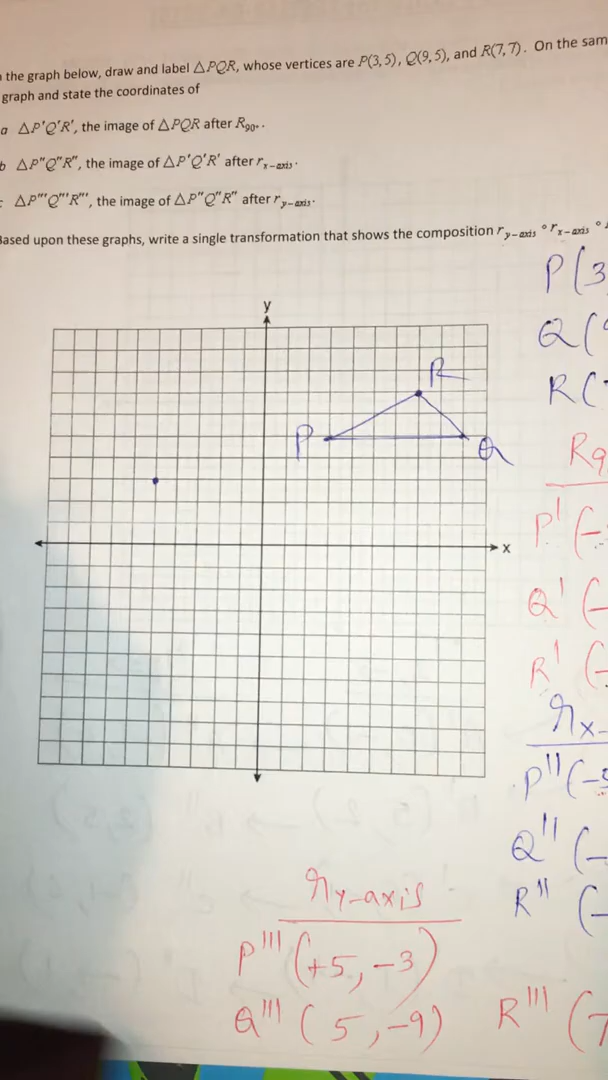 the graph below, draw and label △PQR, whose vertices are P(3,5), Q(9,5), and R(7,7). On the sam
graph and state the coordinates of
a △P'Q'R', the image of △PQR after R90°.
b △P"Q"R", the image of △P'Q'R' after rx-axis.
△P"'Q"'R"', the image of △P"Q"R" after ry-axis.
Based upon these graphs, write a single transformation that shows the composition ry-axis ∘ rx-axis ∘
P(3
Q(
R(
y
R
P
Q
R9
x
P'(-
Q'(-
R'(-
rx-
P''(-5
Q''(-
R''(-
ry-axis
P'''(+5,-3)
Q'''(5,-9) R'''(7